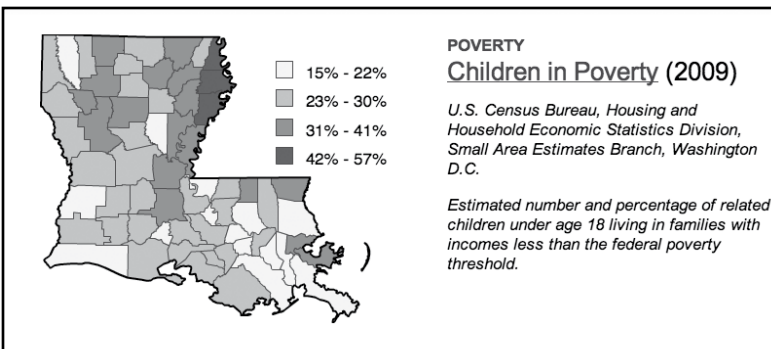 15% - 22%
23% - 30%
31% - 41%
42% - 57%
POVERTY
Children in Poverty (2009)
U.S. Census Bureau, Housing and
Household Economic Statistics Division,
Small Area Estimates Branch, Washington
D.C.
Estimated number and percentage of related
children under age 18 living in families with
incomes less than the federal poverty
threshold.